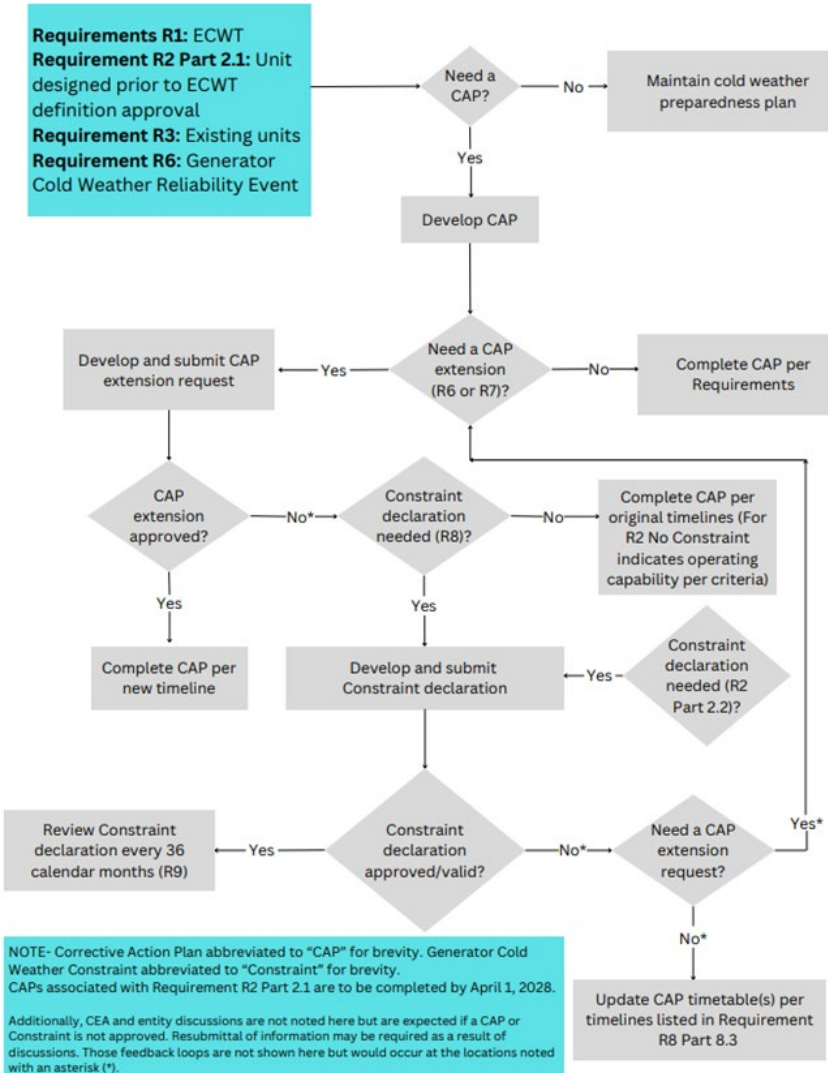 Requirements R1: ECWT
Requirement R2 Part 2.1: Unit
designed prior to ECWT
definition approval
Requirement R3: Existing units
Requirement R6: Generator
Cold Weather Reliability Event
Need a
CAP?
No
Maintain cold weather
preparedness plan
Yes
Develop CAP
Develop and submit CAP
extension request
Yes
Need a CAP
extension
(R6 or R7)?
No
Complete CAP per
Requirements
CAP
extension
approved?
No*
Constraint
declaration
needed (R8)?
No
Complete CAP per
original timelines (For
R2 No Constraint
indicates operating
capability per criteria)
Yes
Yes
Complete CAP per
new timeline
Develop and submit
Constraint declaration
Yes
Constraint
declaration
needed (R2
Part 2.2)?
Review Constraint
declaration every 36
calendar months (R9)
Yes
Constraint
declaration
approved/valid?
No*
Need a CAP
extension
request?
Yes*
No*
Update CAP timetable(s) per
timelines listed in Requirement
R8 Part 8.3
NOTE- Corrective Action Plan abbreviated to “CAP” for brevity. Generator Cold
Weather Constraint abbreviated to “Constraint” for brevity.
CAPs associated with Requirement R2 Part 2.1 are to be completed by April 1, 2028.
Additionally, CEA and entity discussions are not noted here but are expected if a CAP or
Constraint is not approved. Resubmittal of information may be required as a result of
discussions. Those feedback loops are not shown here but would occur at the locations noted
with an asterisk (*).